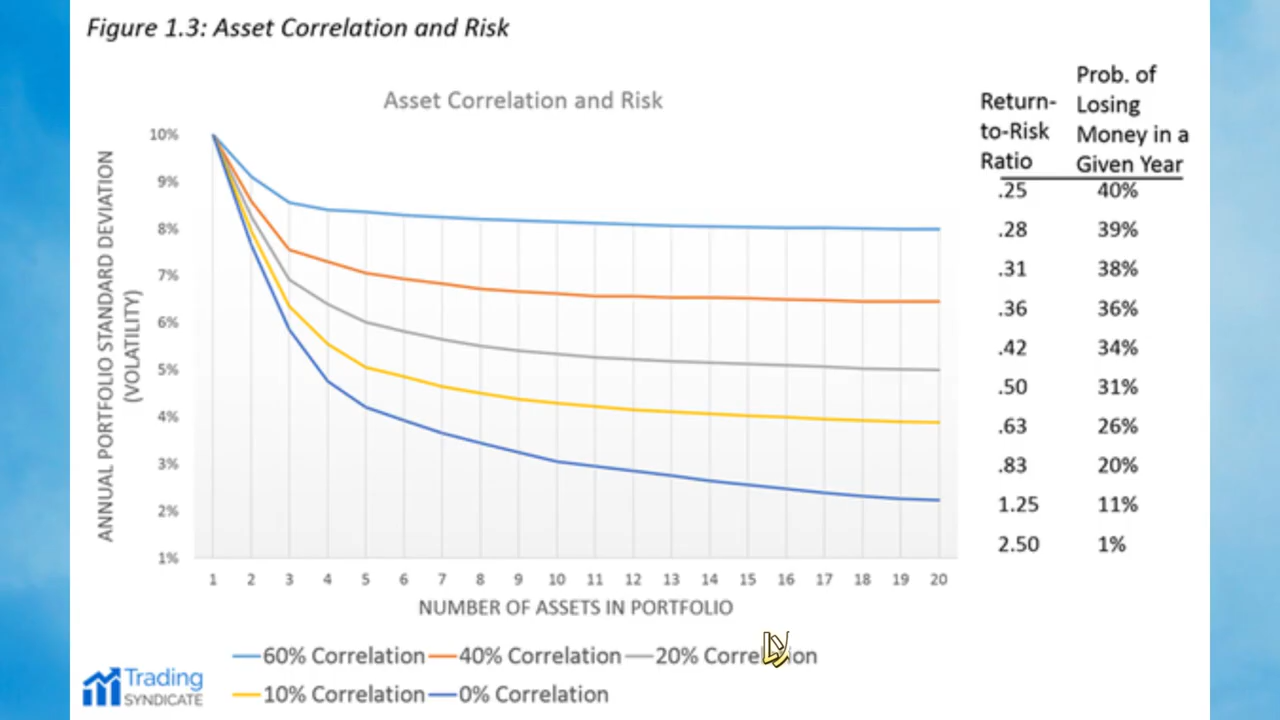 Figure 1.3: Asset Correlation and Risk
Asset Correlation and Risk
ANNUAL PORTFOLIO STANDARD DEVIATION
(VOLATILITY)
10%
9%
8%
7%
6%
5%
4%
3%
2%
1%
1 2 3 4 5 6 7 8 9 10 11 12 13 14 15 16 17 18 19 20
NUMBER OF ASSETS IN PORTFOLIO
60% Correlation 40% Correlation 20% Correlation
10% Correlation 0% Correlation
Return-
to-Risk
Ratio
Prob. of
Losing
Money in a
Given Year
.25 40%
.28 39%
.31 38%
.36 36%
.42 34%
.50 31%
.63 26%
.83 20%
1.25 11%
2.50 1%
Trading
SYNDICATE